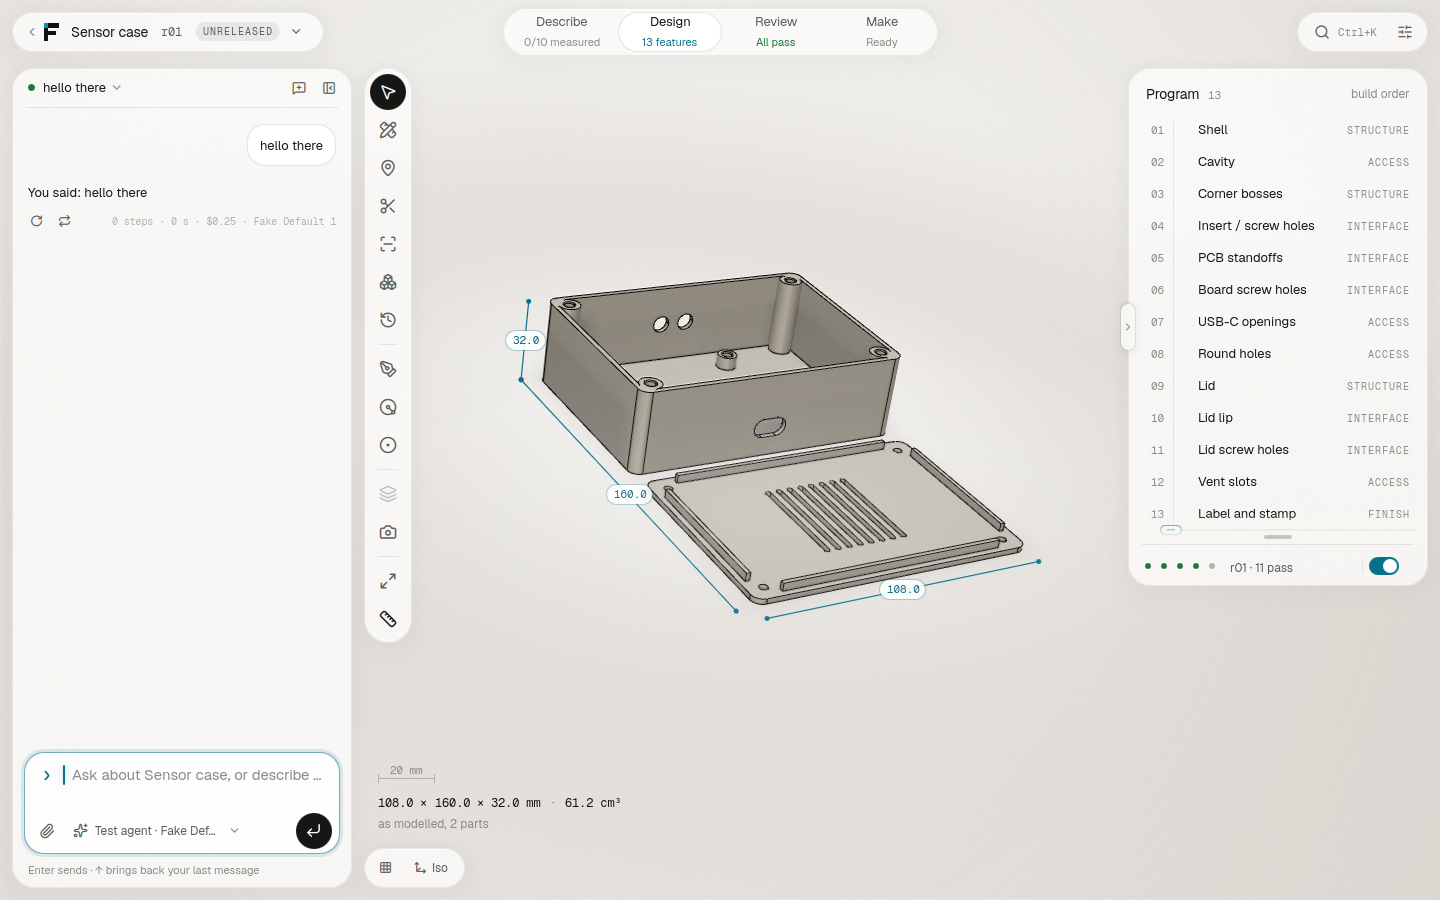 Sensor case r01 UNRELEASED
Describe
0/10 measured
Design
13 features
Review
All pass
Make
Ready
Ctrl+K
hello there
hello there
You said: hello there
0 steps · 0 s · $0.25 · Fake Default 1
Ask about Sensor case, or describe …
Test agent · Fake Def…
Enter sends · ↑ brings back your last message
32.0
160.0
108.0
20 mm
108.0 × 160.0 × 32.0 mm · 61.2 cm³
as modelled, 2 parts
Iso
Program 13 build order
01 Shell STRUCTURE
02 Cavity ACCESS
03 Corner bosses STRUCTURE
04 Insert / screw holes INTERFACE
05 PCB standoffs INTERFACE
06 Board screw holes INTERFACE
07 USB-C openings ACCESS
08 Round holes ACCESS
09 Lid STRUCTURE
10 Lid lip INTERFACE
11 Lid screw holes INTERFACE
12 Vent slots ACCESS
13 Label and stamp FINISH
r01 · 11 pass